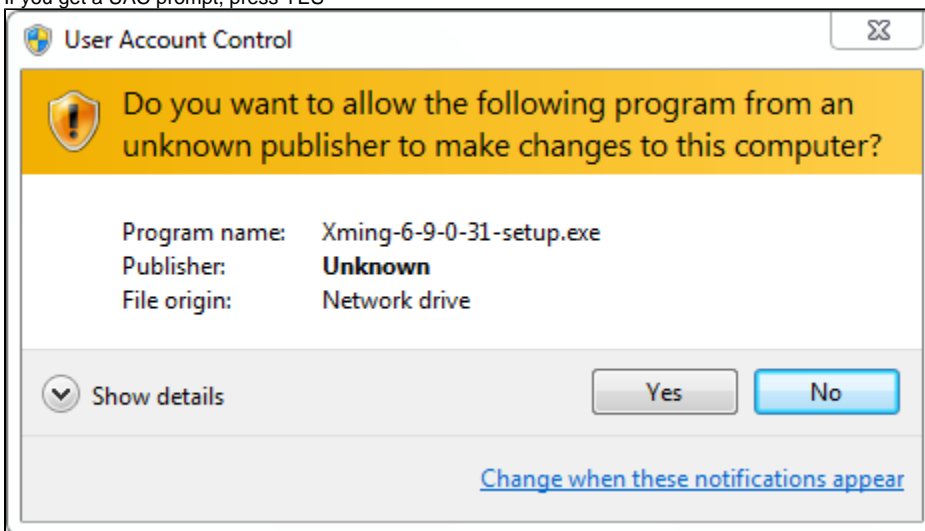 If you get a UAC prompt, press YES
User Account Control
Do you want to allow the following program from an
unknown publisher to make changes to this computer?
Program name: Xming-6-9-0-31-setup.exe
Publisher: Unknown
File origin: Network drive
Show details
Yes
No
Change when these notifications appear